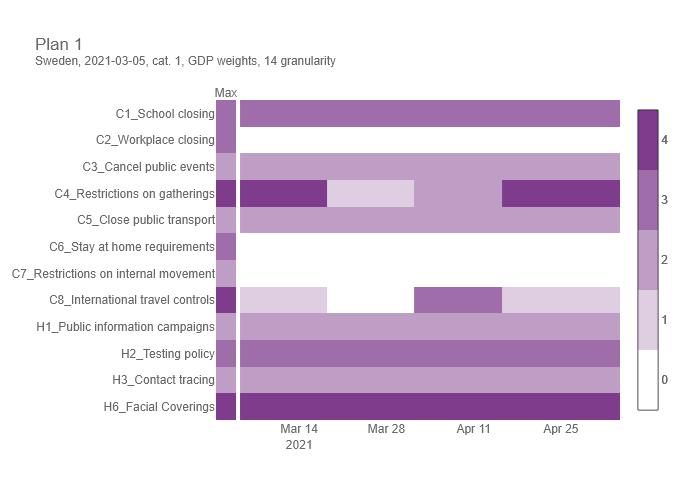 Plan 1
Sweden, 2021-03-05, cat. 1, GDP weights, 14 granularity
Max
C1_School closing
C2_Workplace closing
C3_Cancel public events
C4_Restrictions on gatherings
C5_Close public transport
C6_Stay at home requirements
C7_Restrictions on internal movement
C8_International travel controls
H1_Public information campaigns
H2_Testing policy
H3_Contact tracing
H6_Facial Coverings
Mar 14
2021
Mar 28
Apr 11
Apr 25
4
3
2
1
0